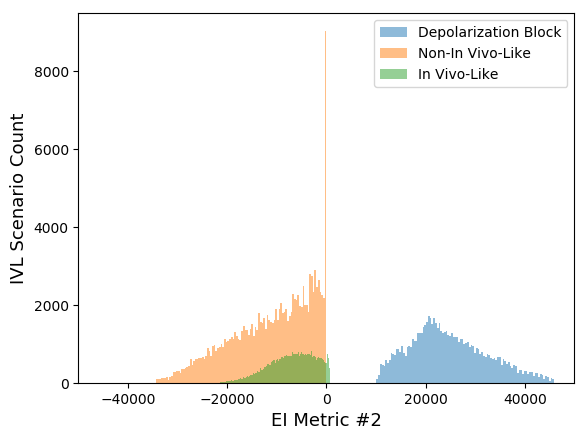 Depolarization Block
Non-In Vivo-Like
In Vivo-Like
IVL Scenario Count
8000
6000
4000
2000
0
−40000 −20000 0 20000 40000
EI Metric #2